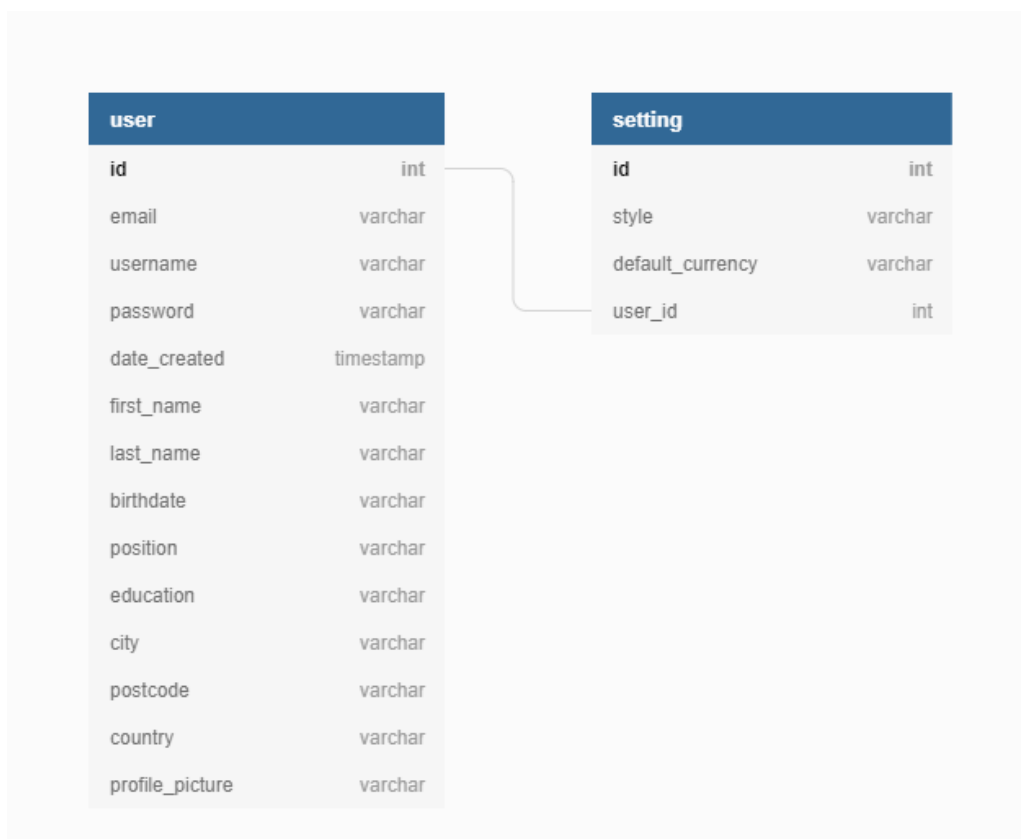 user
id int
email varchar
username varchar
password varchar
date_created timestamp
first_name varchar
last_name varchar
birthdate varchar
position varchar
education varchar
city varchar
postcode varchar
country varchar
profile_picture varchar
setting
id int
style varchar
default_currency varchar
user_id int